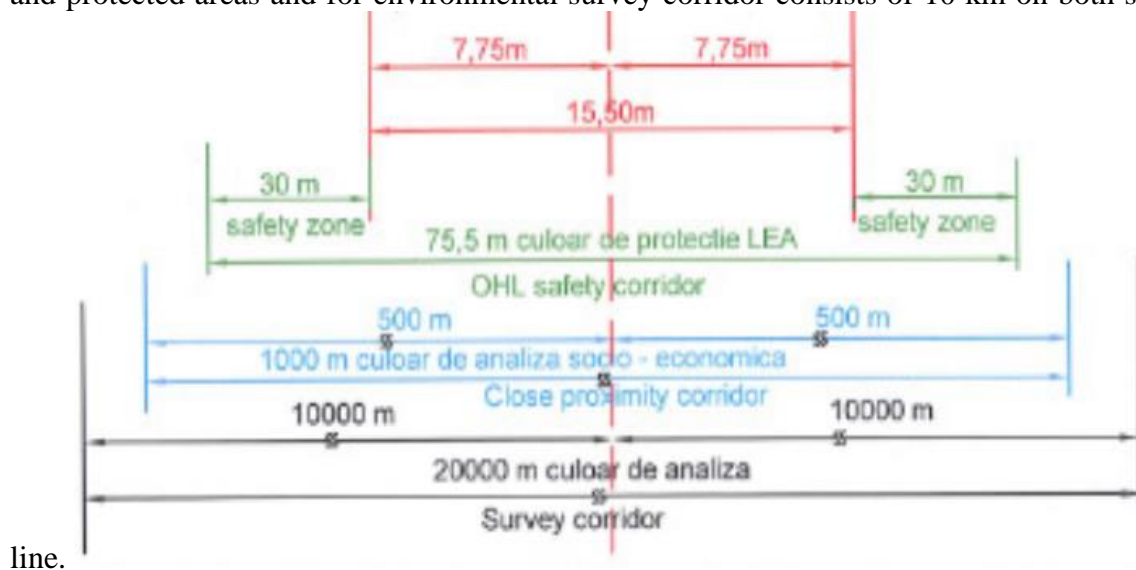 and protected areas and for environmental survey corridor consists of 10 km on both s
7,75m 7,75m
15,50m
30 m 30 m
safety zone safety zone
75,5 m culoar de protectie LEA
OHL safety corridor
500 m 500 m
1000 m culoar de analiza socio - economica
Close proximity corridor
10000 m 10000 m
20000 m culoar de analiza
Survey corridor
line.